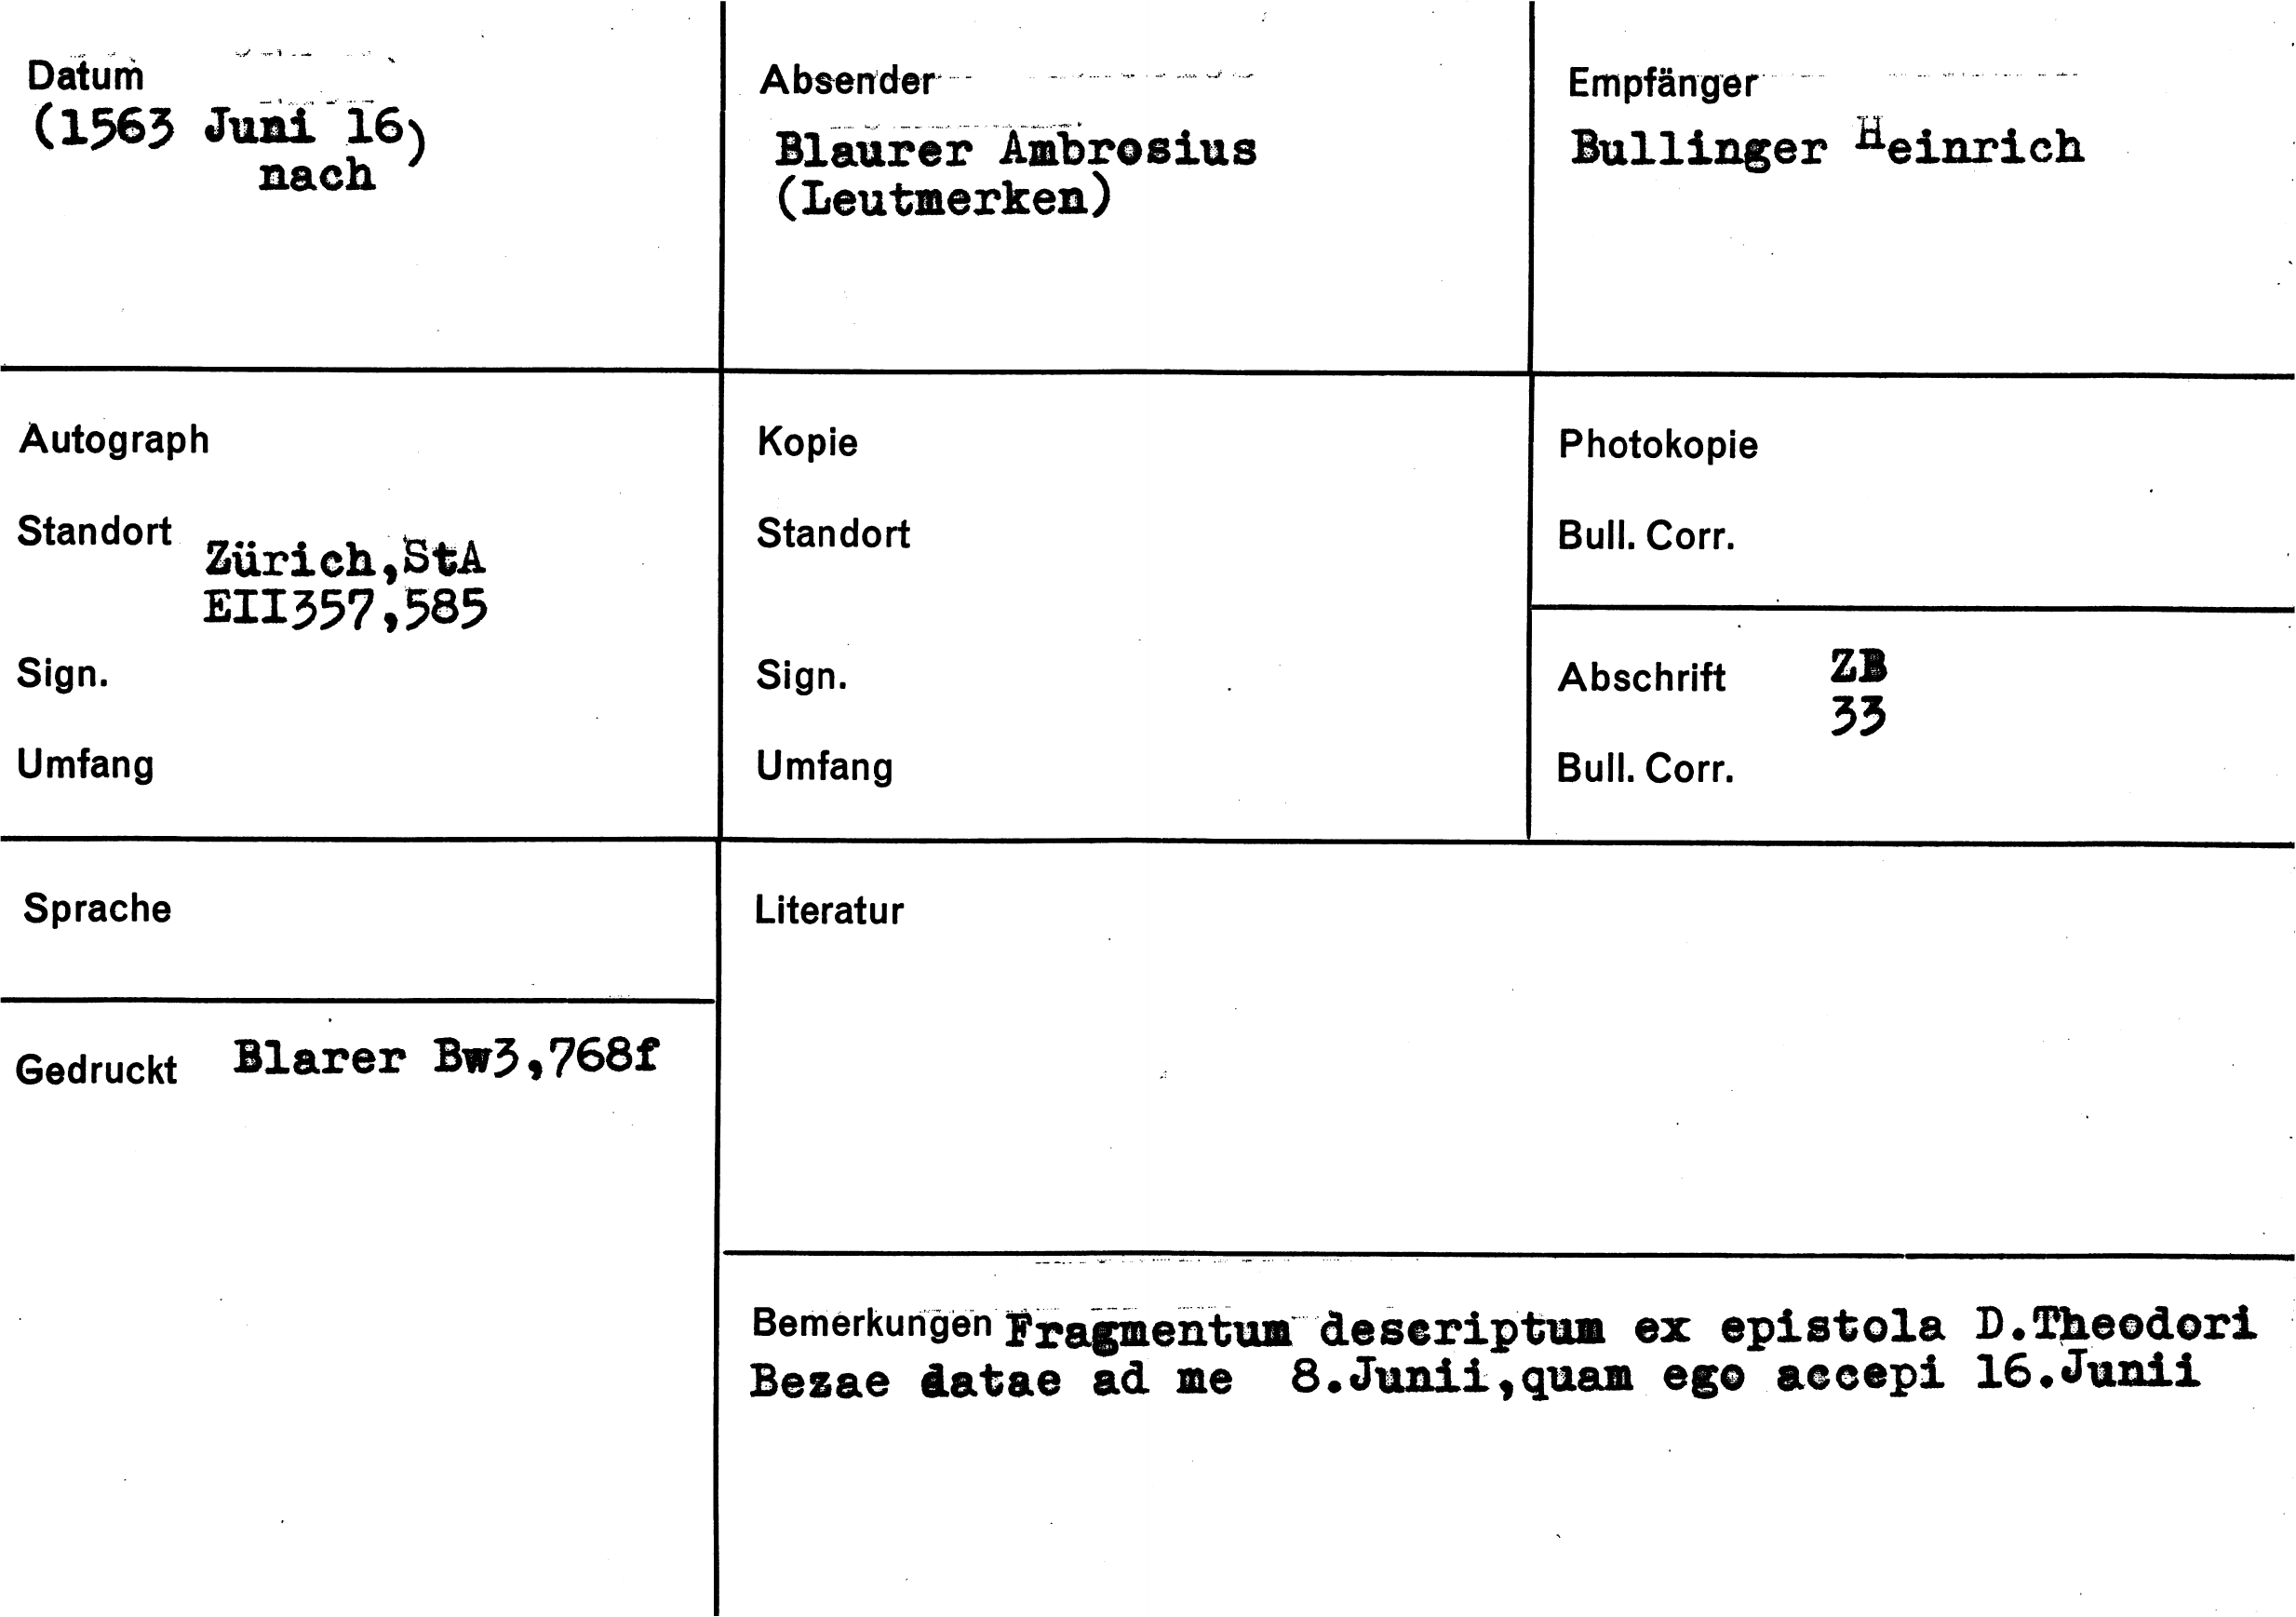 Datum
(1563 Juni 16)
nach
Absender
Blaurer Ambrosius
(Leutmerken)
Empfänger
Bullinger Heinrich
Autograph
Standort Zürich,StA
EII357,585
Sign.
Umfang
Kopie
Standort
Sign.
Umfang
Photokopie
Bull. Corr.
Abschrift ZB
33
Bull. Corr.
Sprache
Literatur
Gedruckt Blarer Bw3,768f
Bemerkungen Fragmentum descriptum ex epistola D.Theodori
Bezae datae ad me 8.Junii,quam ego accepi 16.Junii